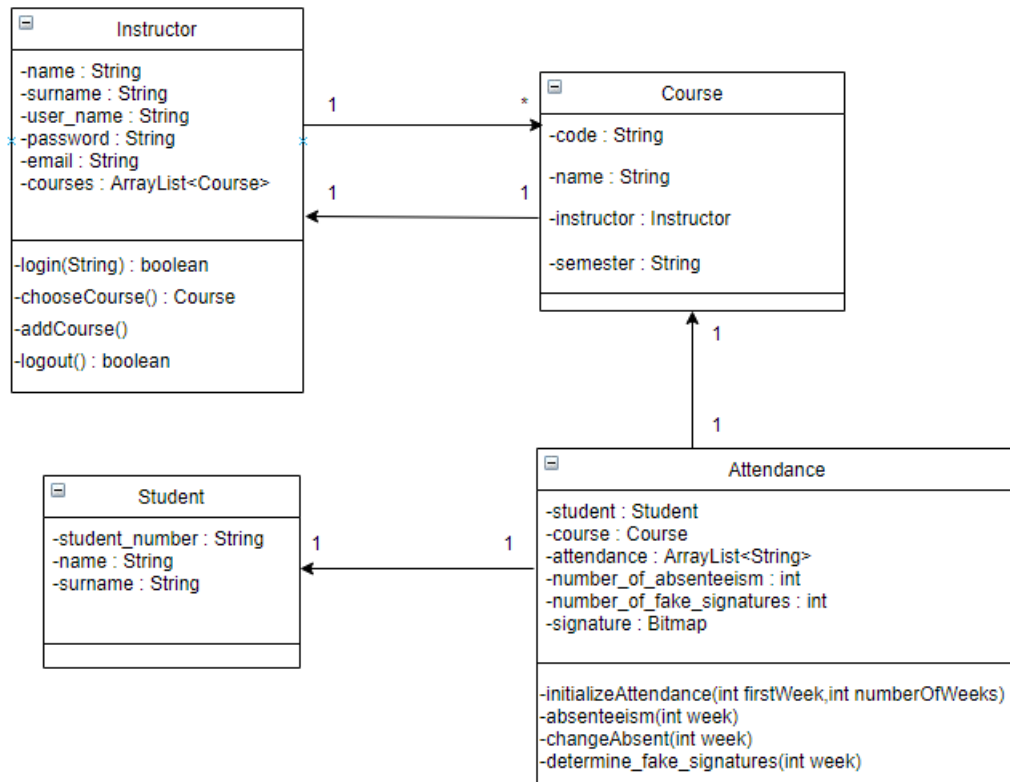 Instructor
-name : String
-surname : String
-user_name : String
-password : String
-email : String
-courses : ArrayList<Course>
-login(String) : boolean
-chooseCourse() : Course
-addCourse()
-logout() : boolean
1
*
1
1
Course
-code : String
-name : String
-instructor : Instructor
-semester : String
1
1
Student
-student_number : String
-name : String
-surname : String
1
1
Attendance
-student : Student
-course : Course
-attendance : ArrayList<String>
-number_of_absenteeism : int
-number_of_fake_signatures : int
-signature : Bitmap
-initializeAttendance(int firstWeek,int numberOfWeeks)
-absenteeism(int week)
-changeAbsent(int week)
-determine_fake_signatures(int week)